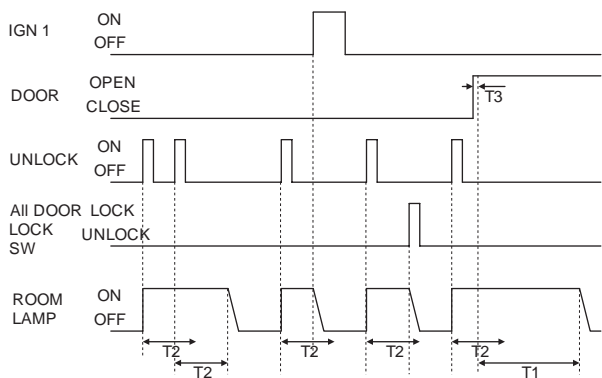 IGN 1 ON
OFF
DOOR OPEN
CLOSE
T3
UNLOCK ON
OFF
All DOOR LOCK
LOCK UNLOCK
SW
ROOM ON
LAMP OFF
T2 T2 T2 T2
T2 T1